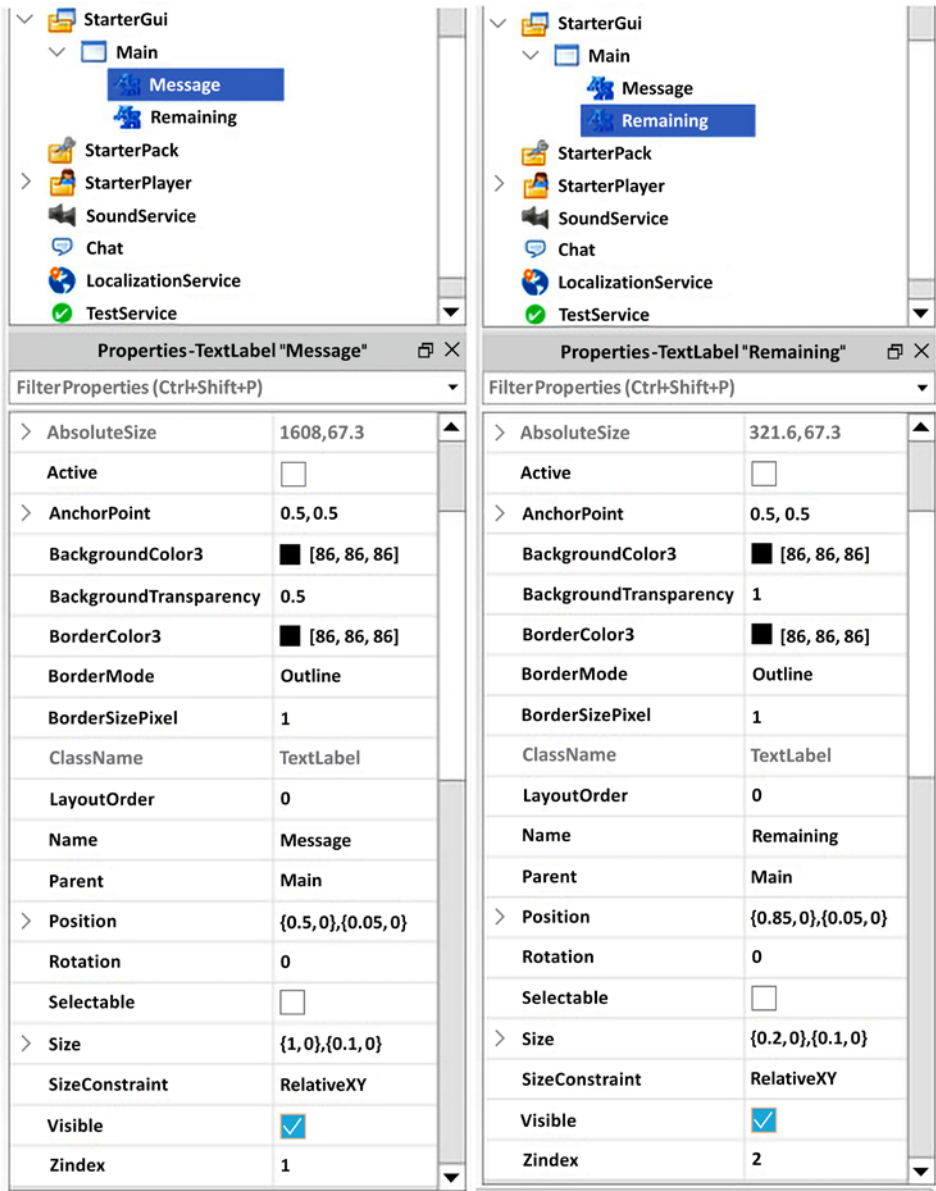 StarterGui
Main
Message
Remaining
StarterPack
StarterPlayer
SoundService
Chat
LocalizationService
TestService
Properties-TextLabel "Message"
Filter Properties (Ctrl+Shift+P)
AbsoluteSize 1608,67.3
Active
AnchorPoint 0.5, 0.5
BackgroundColor3 [86, 86, 86]
BackgroundTransparency 0.5
BorderColor3 [86, 86, 86]
BorderMode Outline
BorderSizePixel 1
ClassName TextLabel
LayoutOrder 0
Name Message
Parent Main
Position {0.5, 0},{0.05, 0}
Rotation 0
Selectable
Size {1, 0},{0.1, 0}
SizeConstraint RelativeXY
Visible
Zindex 1
StarterGui
Main
Message
Remaining
StarterPack
StarterPlayer
SoundService
Chat
LocalizationService
TestService
Properties-TextLabel "Remaining"
Filter Properties (Ctrl+Shift+P)
AbsoluteSize 321.6, 67.3
Active
AnchorPoint 0.5, 0.5
BackgroundColor3 [86, 86, 86]
BackgroundTransparency 1
BorderColor3 [86, 86, 86]
BorderMode Outline
BorderSizePixel 1
ClassName TextLabel
LayoutOrder 0
Name Remaining
Parent Main
Position {0.85, 0},{0.05, 0}
Rotation 0
Selectable
Size {0.2, 0},{0.1, 0}
SizeConstraint RelativeXY
Visible
Zindex 2